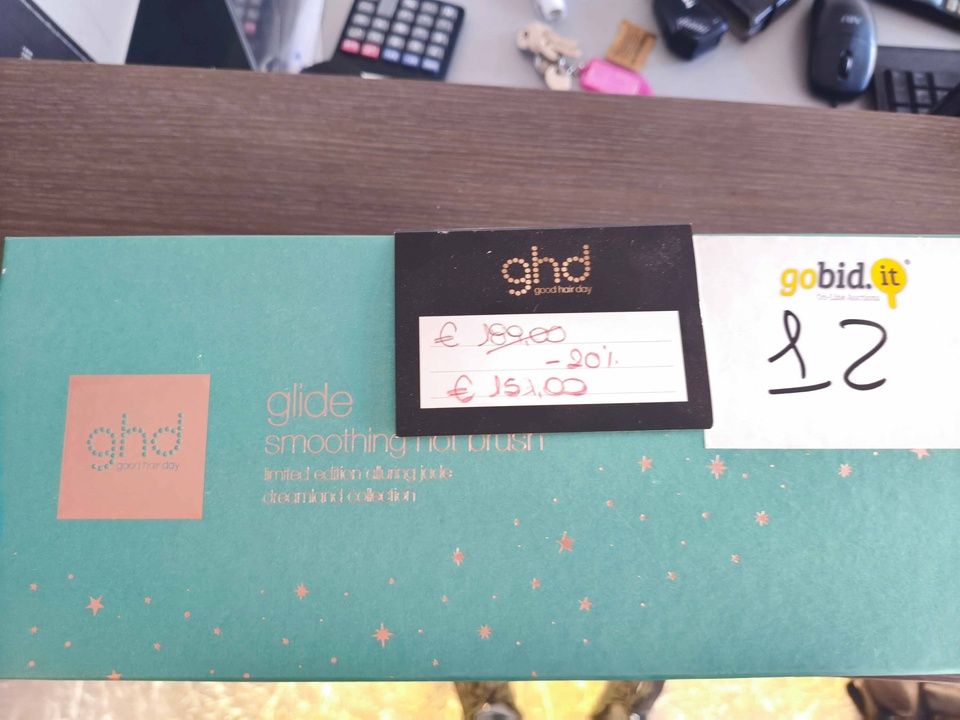 ghd
good hair day
€ 189,00
- 20%
€ 151,00
gobid.it
On-Line Auctions
12
ghd
good hair day
glide
smoothing hot brush
limited edition alluring jade
dreamland collection